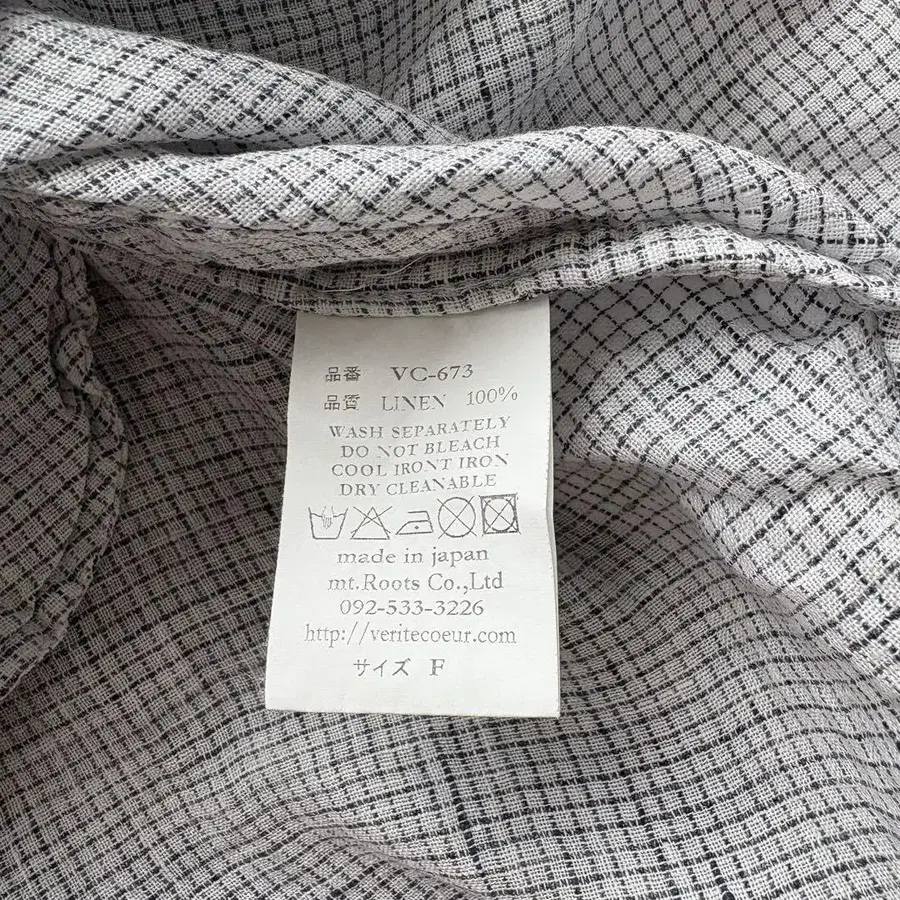 品番 VC-673
品質 LINEN 100%
WASH SEPARATELY
DO NOT BLEACH
COOL IRONT IRON
DRY CLEANABLE
made in japan
mt.Roots Co.,Ltd
092-533-3226
http://veritecoeur.com
サイズ F